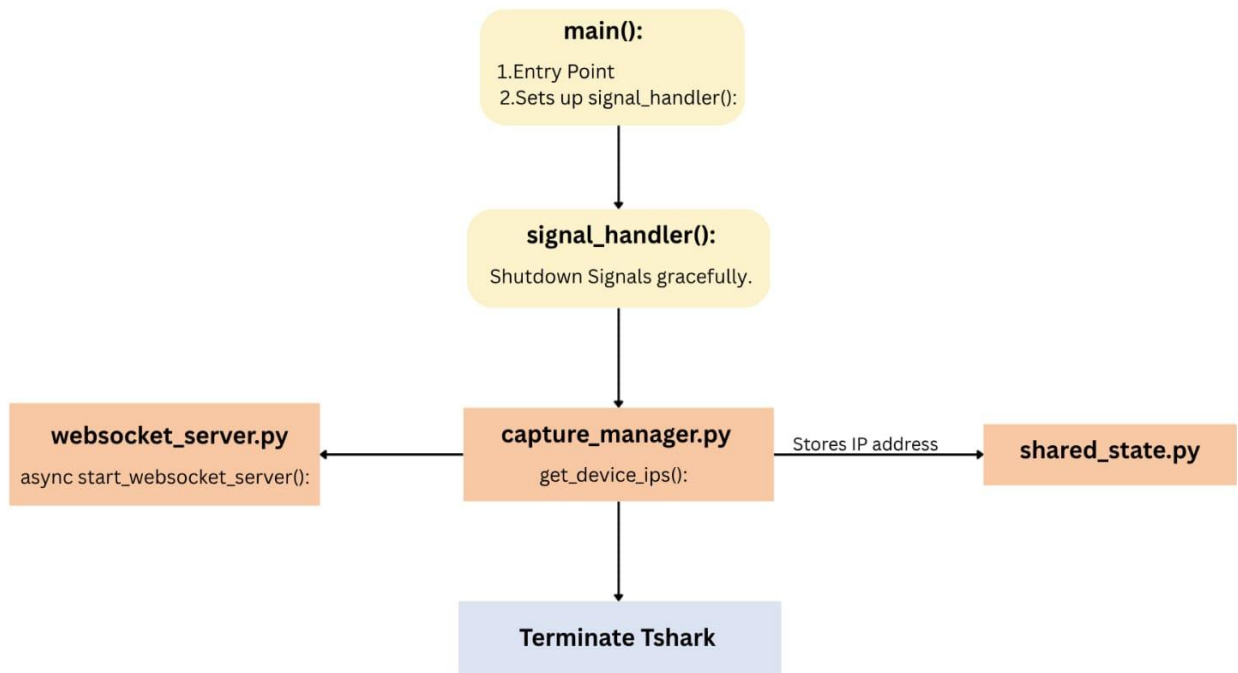 main():
1.Entry Point
2.Sets up signal_handler():
signal_handler():
Shutdown Signals gracefully.
websocket_server.py
async start_websocket_server():
capture_manager.py
get_device_ips():
Stores IP address
shared_state.py
Terminate Tshark